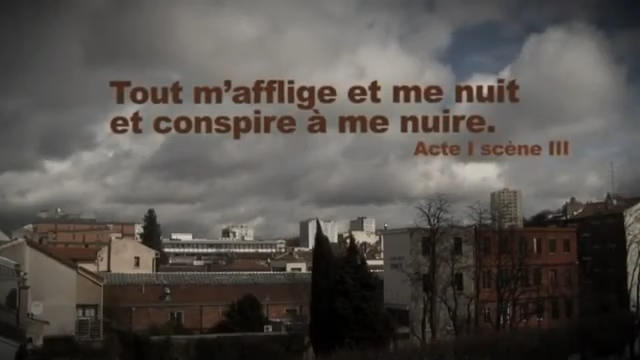 Tout m'afflige et me nuit
et conspire à me nuire.
Acte I scène III